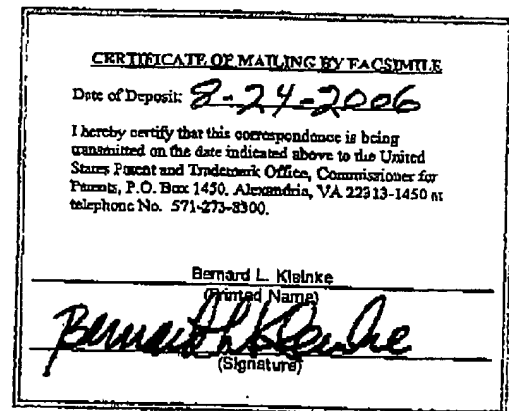 CERTIFICATE OF MAILING BY FACSIMILE
Date of Deposit: 8-24-2006
I hereby certify that this correspondence is being
transmitted on the date indicated above to the United
States Patent and Trademark Office, Commissioner for
Patents, P.O. Box 1450, Alexandria, VA 22313-1450 at
telephone No. 571-273-8300.
Bernard L. Kleinke
(Printed Name)
Bernard L Kleinke
(Signature)